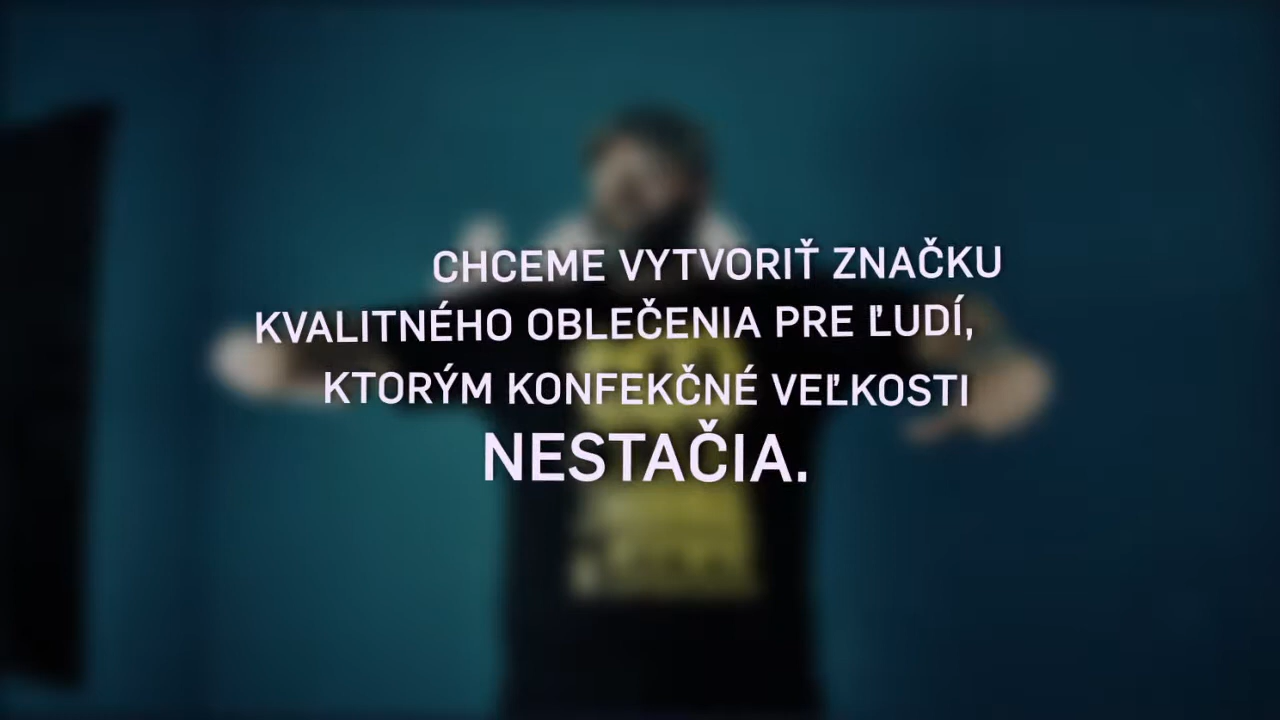 CHCEME VYTVORIŤ ZNAČKU
KVALITNÉHO OBLEČENIA PRE ĽUDÍ,
KTORÝM KONFEKČNÉ VEĽKOSTI
NESTAČIA.